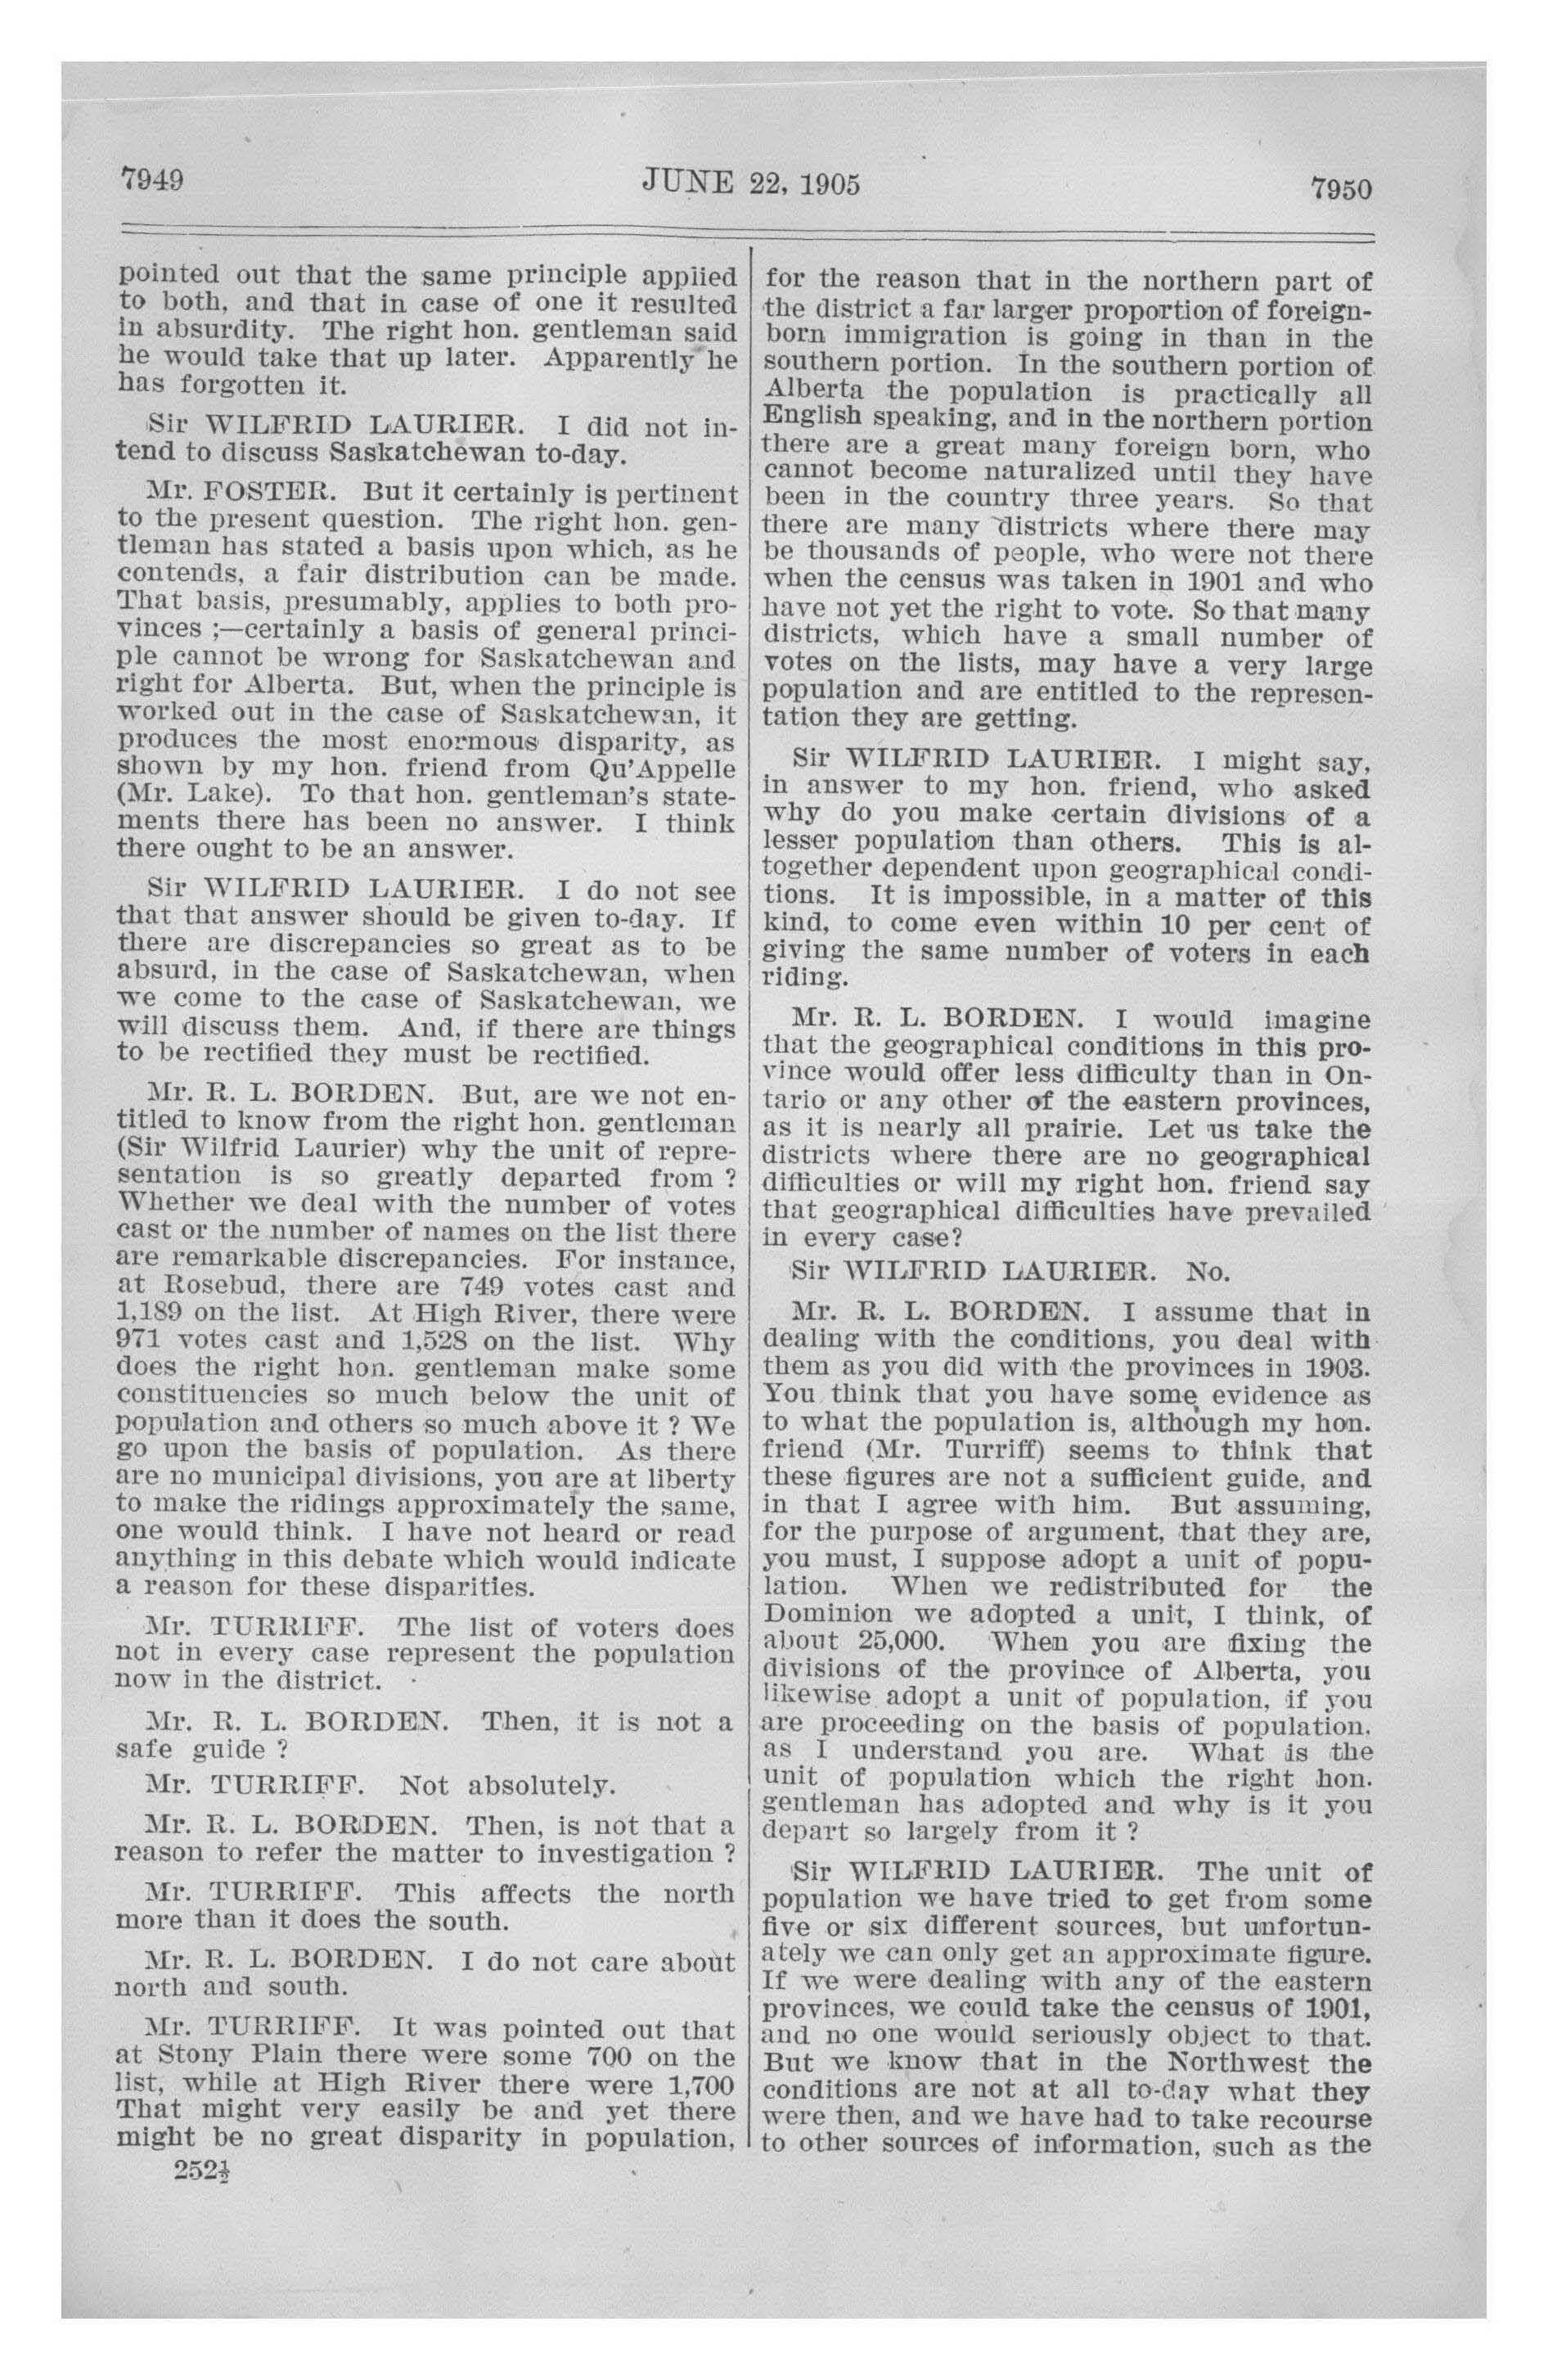 7949
JUNE 22, 1905
7950
pointed out that the same principle applied
to both, and that in case of one it resulted
in absurdity. The right hon. gentleman said
he would take that up later. Apparently he
has forgotten it.
Sir WILFRID LAURIER. I did not in-
tend to discuss Saskatchewan to-day.
Mr. FOSTER. But it certainly is pertinent
to the present question. The right hon. gen-
tleman has stated a basis upon which, as he
contends, a fair distribution can be made.
That basis, presumably, applies to both pro-
vinces ;—certainly a basis of general princi-
ple cannot be wrong for Saskatchewan and
right for Alberta. But, when the principle is
worked out in the case of Saskatchewan, it
produces the most enormous disparity, as
shown by my hon. friend from Qu'Appelle
(Mr. Lake). To that hon. gentleman's state-
ments there has been no answer. I think
there ought to be an answer.
Sir WILFRID LAURIER. I do not see
that that answer should be given to-day. If
there are discrepancies so great as to be
absurd, in the case of Saskatchewan, when
we come to the case of Saskatchewan, we
will discuss them. And, if there are things
to be rectified they must be rectified.
Mr. R. L. BORDEN. But, are we not en-
titled to know from the right hon. gentleman
(Sir Wilfrid Laurier) why the unit of repre-
sentation is so greatly departed from ?
Whether we deal with the number of votes
cast or the number of names on the list there
are remarkable discrepancies. For instance,
at Rosebud, there are 749 votes cast and
1,189 on the list. At High River, there were
971 votes cast and 1,528 on the list. Why
does the right hon. gentleman make some
constituencies so much below the unit of
population and others so much above it ? We
go upon the basis of population. As there
are no municipal divisions, you are at liberty
to make the ridings approximately the same,
one would think. I have not heard or read
anything in this debate which would indicate
a reason for these disparities.
Mr. TURRIFF. The list of voters does
not in every case represent the population
now in the district.
Mr. R. L. BORDEN. Then, it is not a
safe guide ?
Mr. TURRIFF. Not absolutely.
Mr. R. L. BORDEN. Then, is not that a
reason to refer the matter to investigation ?
Mr. TURRIFF. This affects the north
more than it does the south.
Mr. R. L. BORDEN. I do not care about
north and south.
Mr. TURRIFF. It was pointed out that
at Stony Plain there were some 700 on the
list, while at High River there were 1,700
That might very easily be and yet there
might be no great disparity in population,
252½
for the reason that in the northern part of
the district a far larger proportion of foreign-
born immigration is going in than in the
southern portion. In the southern portion of
Alberta the population is practically all
English speaking, and in the northern portion
there are a great many foreign born, who
cannot become naturalized until they have
been in the country three years. So that
there are many districts where there may
be thousands of people, who were not there
when the census was taken in 1901 and who
have not yet the right to vote. So that many
districts, which have a small number of
votes on the lists, may have a very large
population and are entitled to the represen-
tation they are getting.
Sir WILFRID LAURIER. I might say,
in answer to my hon. friend, who asked
why do you make certain divisions of a
lesser population than others. This is al-
together dependent upon geographical condi-
tions. It is impossible, in a matter of this
kind, to come even within 10 per cent of
giving the same number of voters in each
riding.
Mr. R. L. BORDEN. I would imagine
that the geographical conditions in this pro-
vince would offer less difficulty than in On-
tario or any other of the eastern provinces,
as it is nearly all prairie. Let us take the
districts where there are no geographical
difficulties or will my right hon. friend say
that geographical difficulties have prevailed
in every case?
Sir WILFRID LAURIER. No.
Mr. R. L. BORDEN. I assume that in
dealing with the conditions, you deal with
them as you did with the provinces in 1903.
You think that you have some evidence as
to what the population is, although my hon.
friend (Mr. Turriff) seems to think that
these figures are not a sufficient guide, and
in that I agree with him. But assuming,
for the purpose of argument, that they are,
you must, I suppose adopt a unit of popu-
lation. When we redistributed for the
Dominion we adopted a unit, I think, of
about 25,000. When you are fixing the
divisions of the province of Alberta, you
likewise adopt a unit of population, if you
are proceeding on the basis of population.
as I understand you are. What is the
unit of population which the right hon.
gentleman has adopted and why is it you
depart so largely from it ?
Sir WILFRID LAURIER. The unit of
population we have tried to get from some
five or six different sources, but unfortun-
ately we can only get an approximate figure.
If we were dealing with any of the eastern
provinces, we could take the census of 1901,
and no one would seriously object to that.
But we know that in the Northwest the
conditions are not at all to-day what they
were then, and we have had to take recourse
to other sources of information, such as the